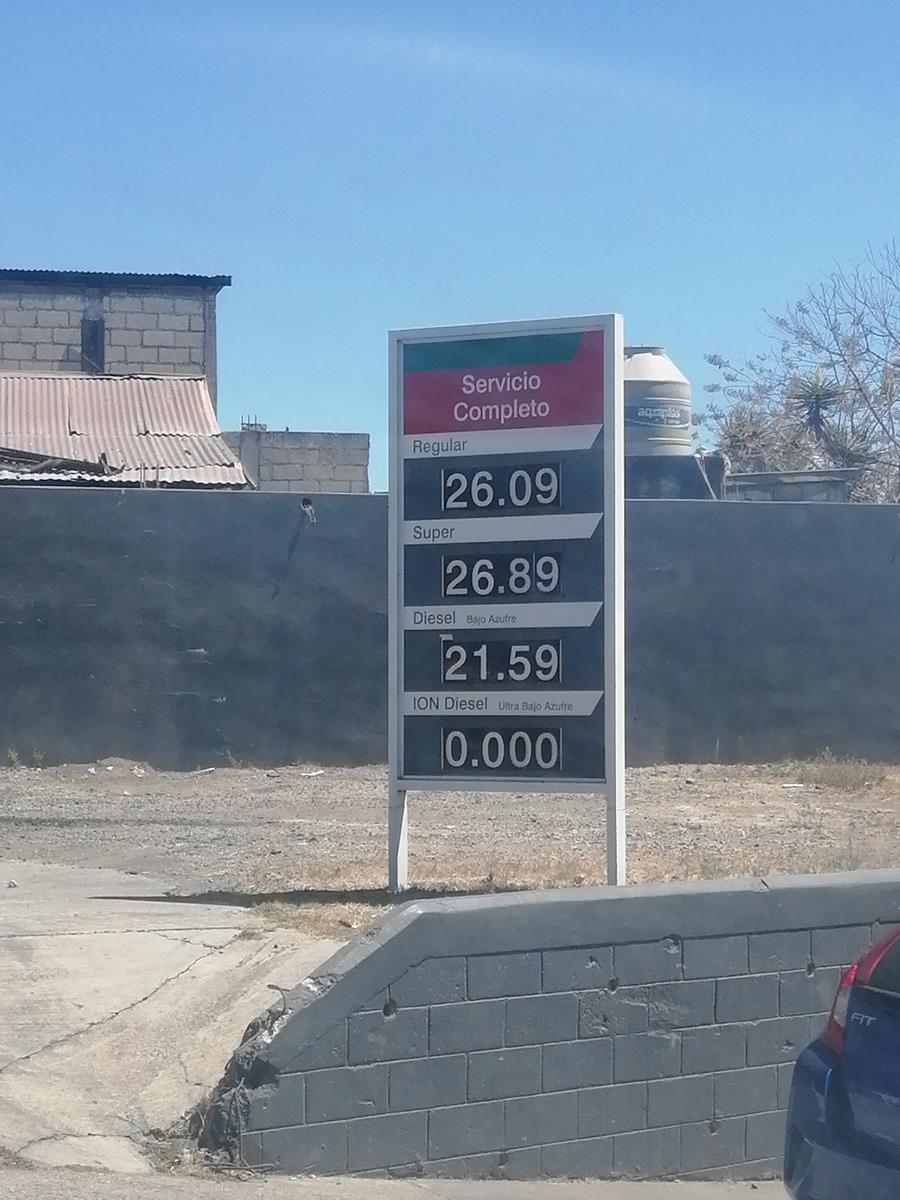 Servicio
Completo
Regular
26.09
Super
26.89
Diesel Bajo Azufre
21.59
ION Diesel Ultra Bajo Azufre
0.000
aquaplas
FIT